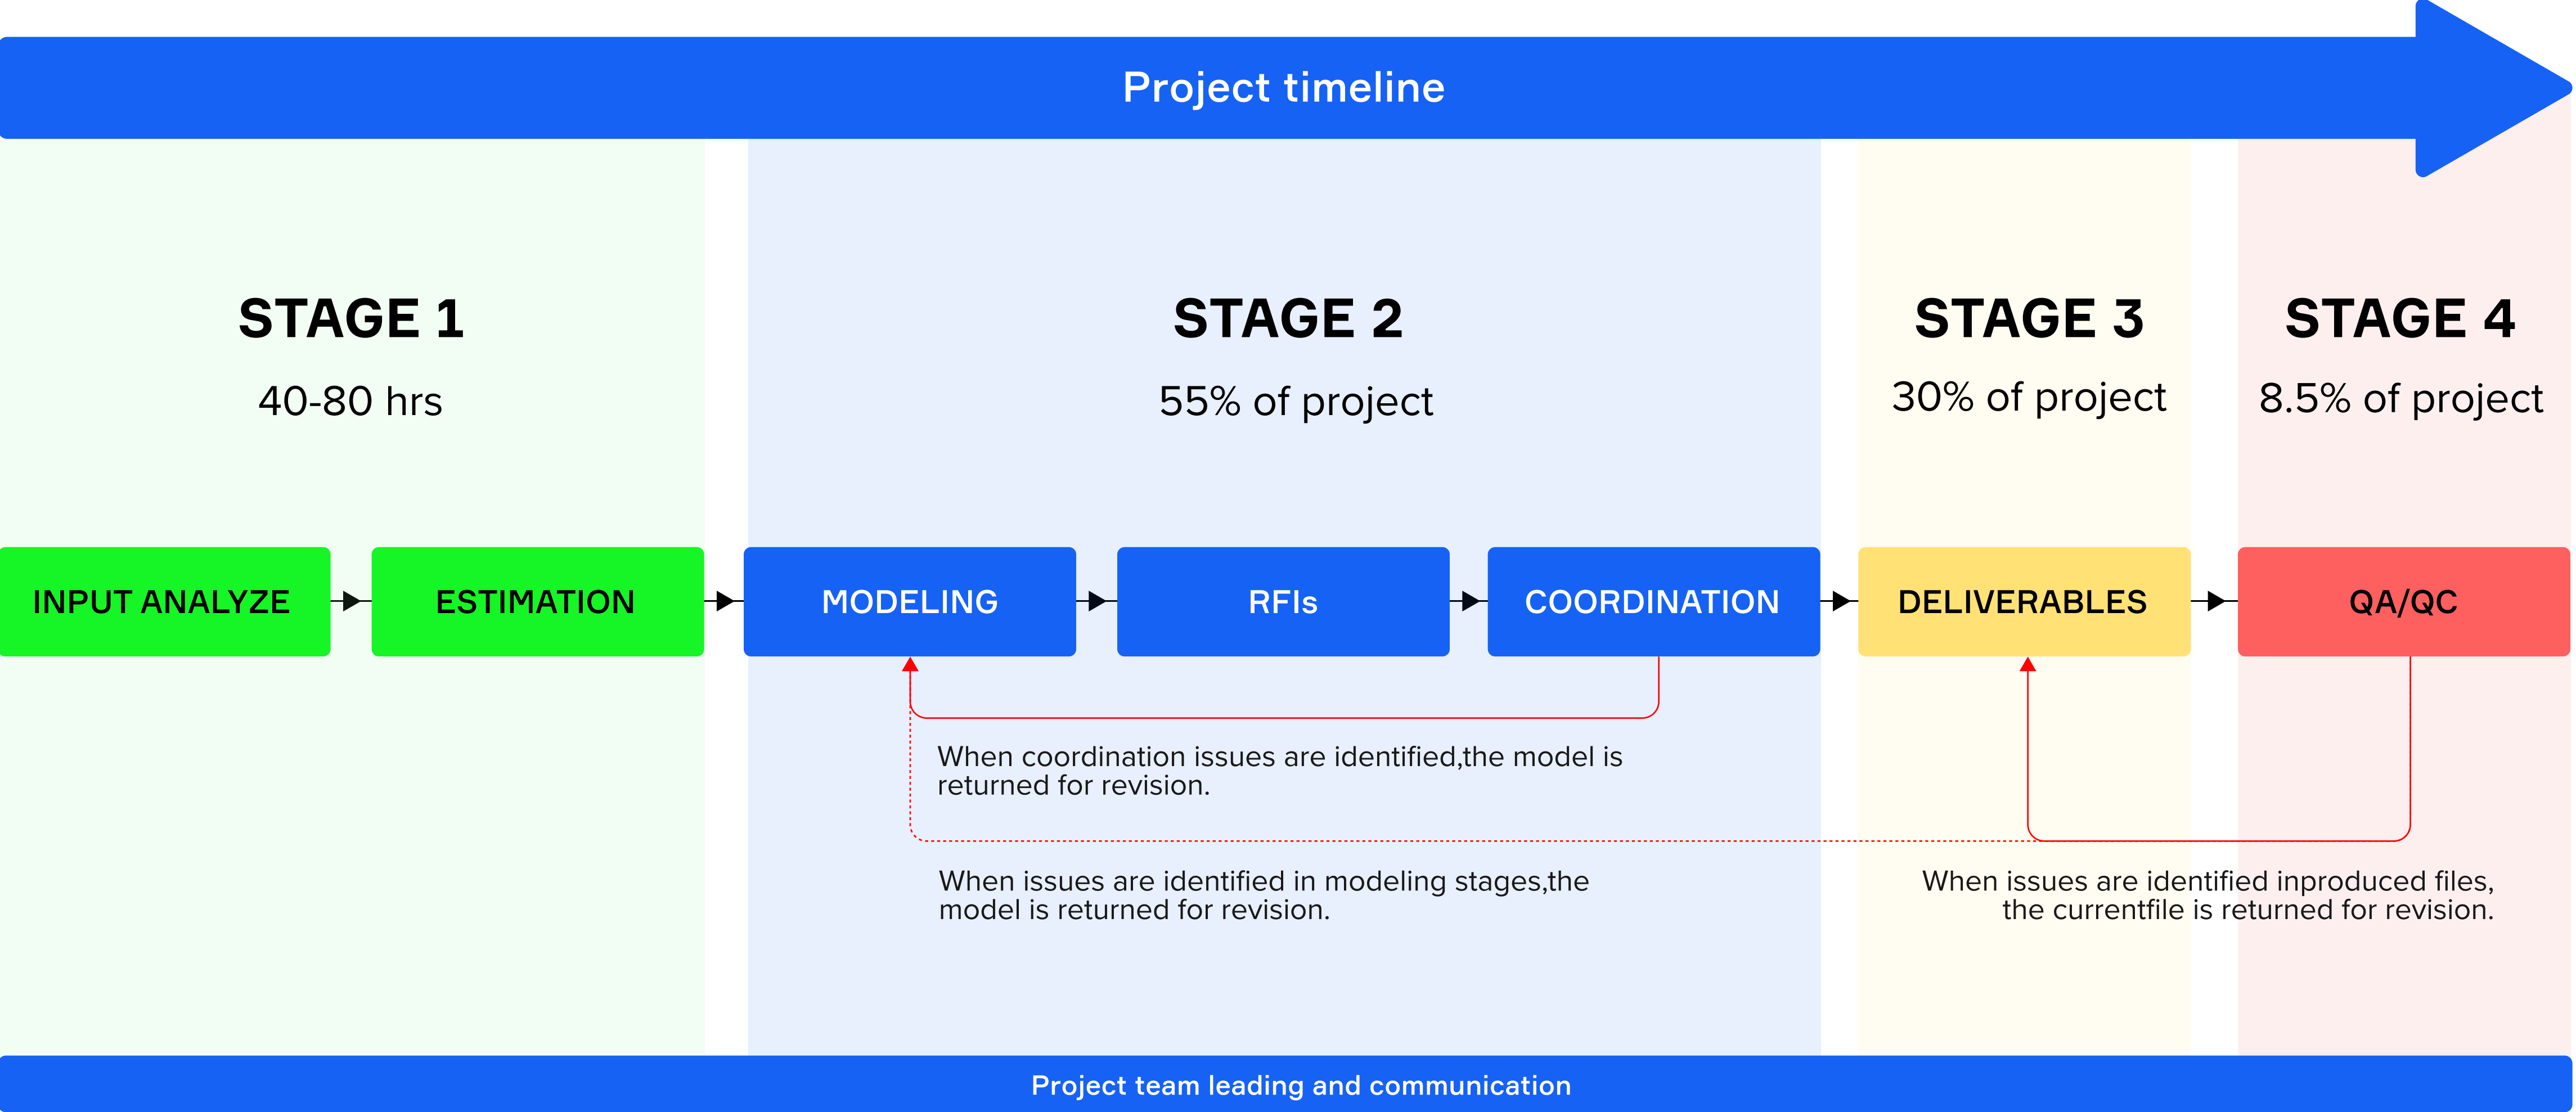 Project timeline
STAGE 1
40-80 hrs
STAGE 2
55% of project
STAGE 3
30% of project
STAGE 4
8.5% of project
INPUT ANALYZE
ESTIMATION
MODELING
RFIs
COORDINATION
DELIVERABLES
QA/QC
When coordination issues are identified,the model is
returned for revision.
When issues are identified in modeling stages,the
model is returned for revision.
When issues are identified inproduced files,
the currentfile is returned for revision.
Project team leading and communication